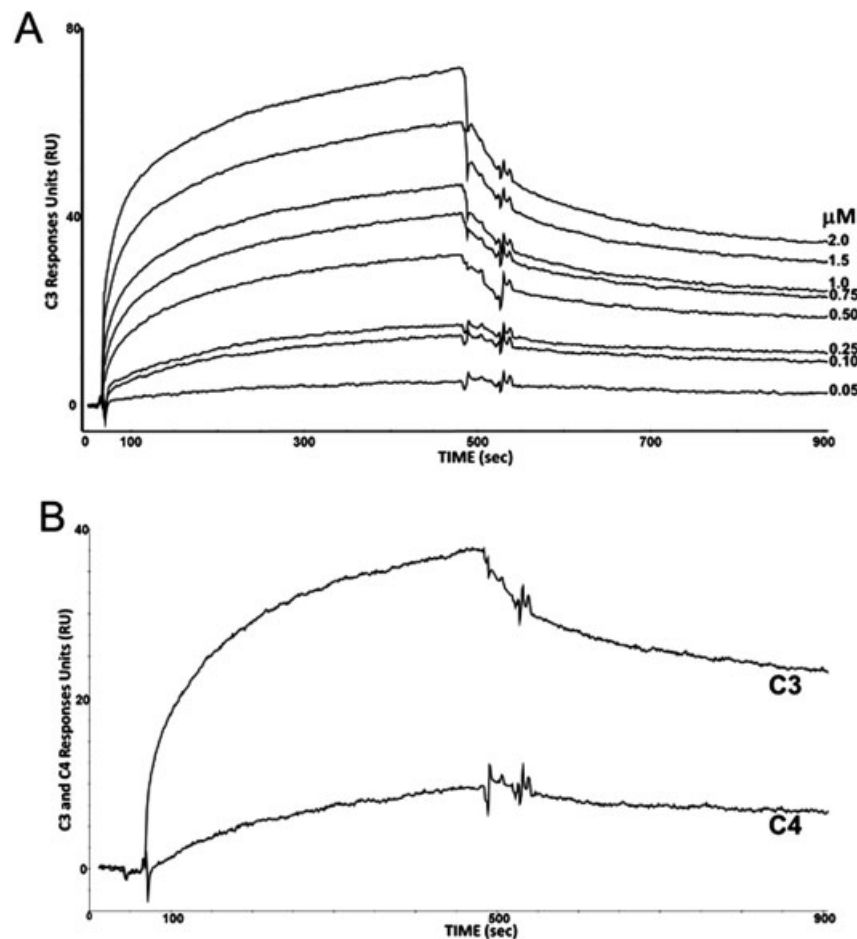 A
80
40
0
C3 Responses Units (RU)
μM
2.0
1.5
1.0
0.75
0.50
0.25
0.10
0.05
0 100 300 500 700 900
TIME (sec)
B
40
20
0
C3 and C4 Responses Units (RU)
C3
C4
0 100 500 900
TIME (sec)